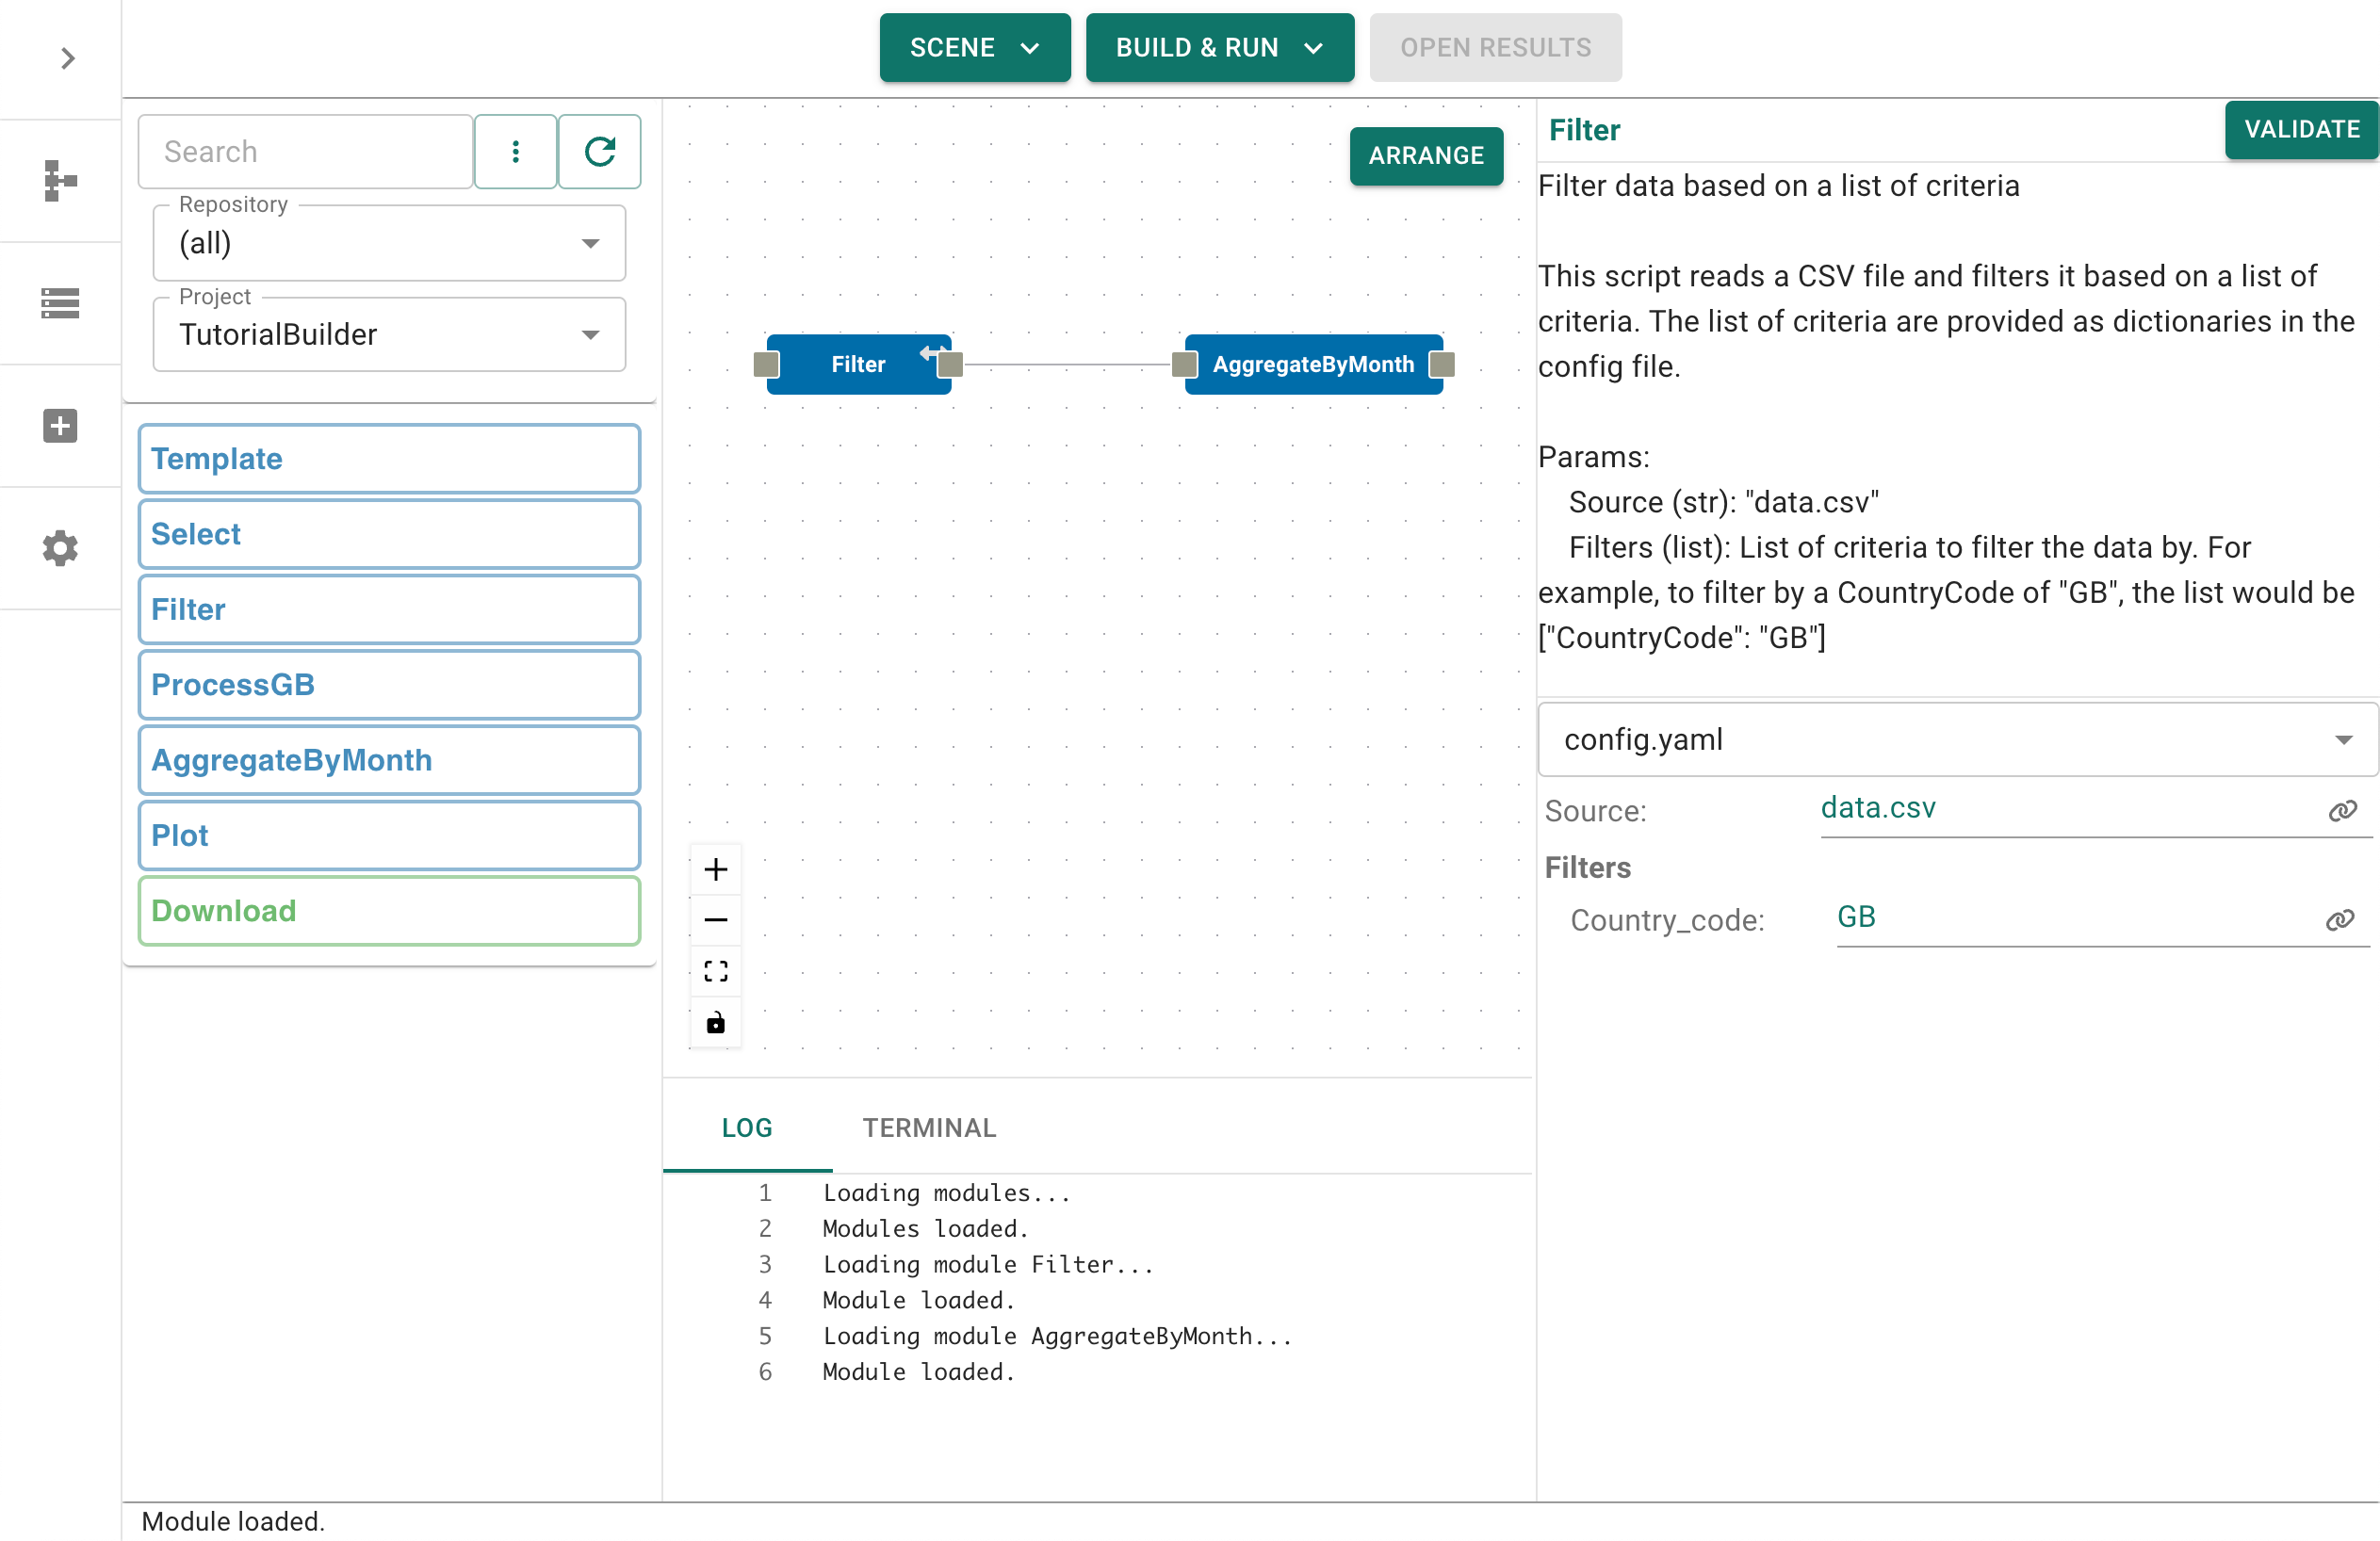 SCENE
BUILD & RUN
OPEN RESULTS
Search
Repository
(all)
Project
TutorialBuilder
Template
Select
Filter
ProcessGB
AggregateByMonth
Plot
Download
ARRANGE
Filter
AggregateByMonth
LOG
TERMINAL
1 Loading modules...
2 Modules loaded.
3 Loading module Filter...
4 Module loaded.
5 Loading module AggregateByMonth...
6 Module loaded.
Filter
VALIDATE
Filter data based on a list of criteria
This script reads a CSV file and filters it based on a list of
criteria. The list of criteria are provided as dictionaries in the
config file.
Params:
Source (str): "data.csv"
Filters (list): List of criteria to filter the data by. For
example, to filter by a CountryCode of "GB", the list would be
["CountryCode": "GB"]
config.yaml
Source: data.csv
Filters
Country_code: GB
Module loaded.